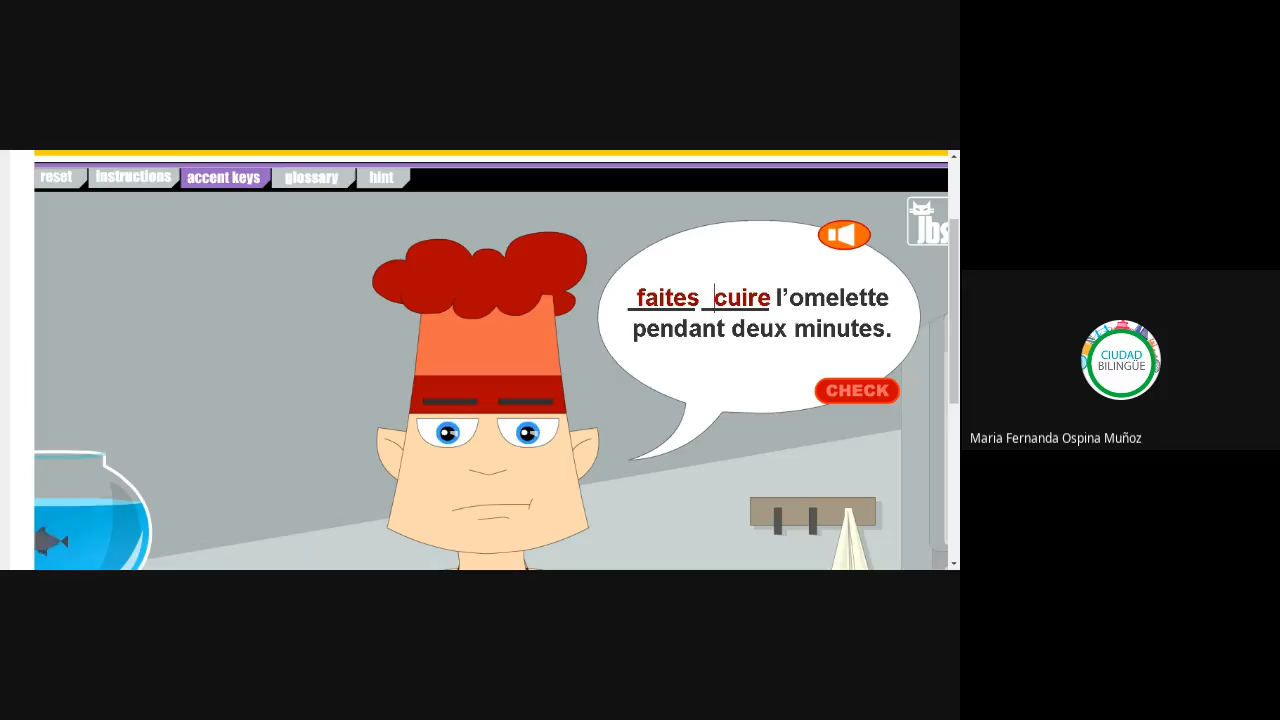 reset instructions accent keys glossary hint
Jbs
faites cuire l’omelette
pendant deux minutes.
CHECK
CIUDAD
BILINGÜE
Maria Fernanda Ospina Muñoz